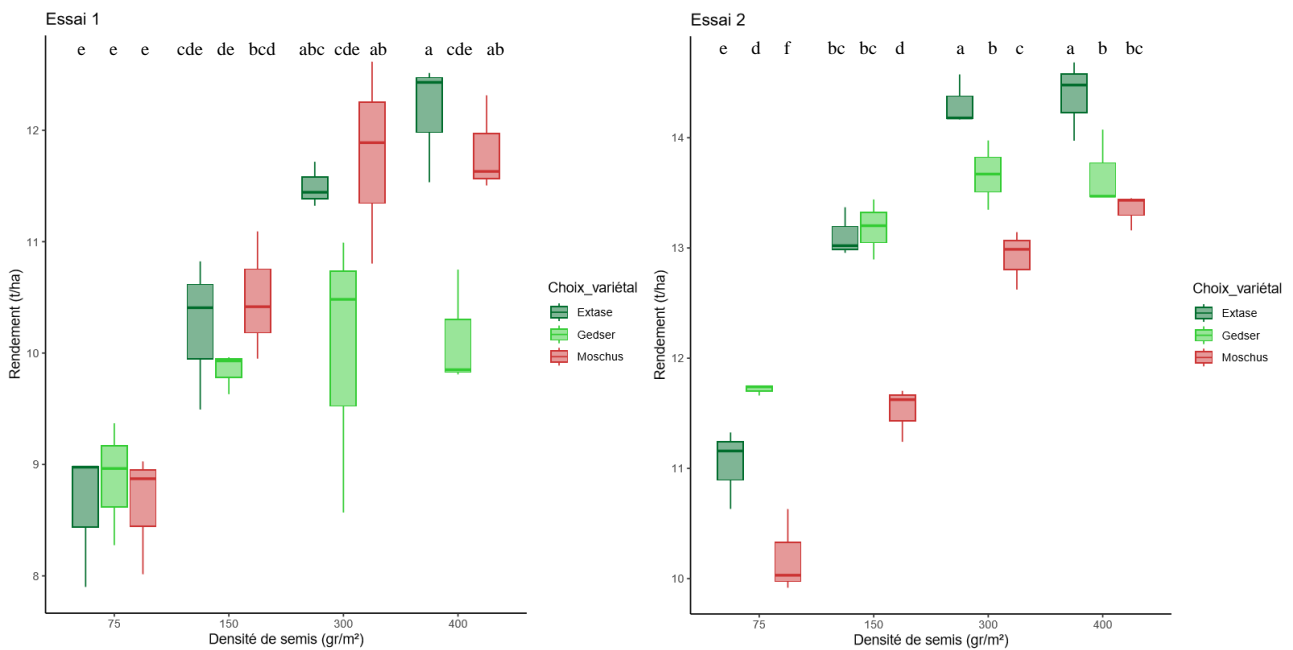 Essai 1
e e e cde de bcd abc cde ab a cde ab
12
11
10
9
8
Rendement (t/ha)
75 150 300 400
Densité de semis (gr/m²)
Choix_variétal
Extase
Gedser
Moschus
Essai 2
e d f bc bc d a b c a b bc
14
13
12
11
10
Rendement (t/ha)
75 150 300 400
Densité de semis (gr/m²)
Choix_variétal
Extase
Gedser
Moschus